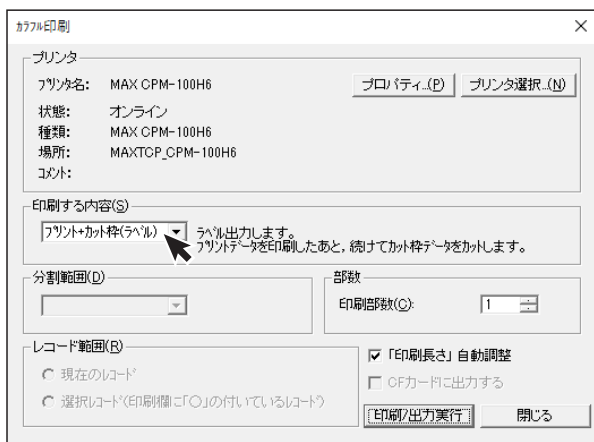 ｶﾗﾌﾙ印刷
プリンタ
ﾌﾟﾘﾝﾀ名: MAX CPM-100H6
プロパティ...(P) プリンタ選択...(N)
状態: オンライン
種類: MAX CPM-100H6
場所: MAXTCP_CPM-100H6
ｺﾒﾝﾄ:
印刷する内容(S)
ﾌﾟﾘﾝﾄ+ｶｯﾄ枠(ﾗﾍﾞﾙ) ﾗﾍﾞﾙ出力します。
ﾌﾟﾘﾝﾄﾃﾞｰﾀを印刷したあと，続けてｶｯﾄ枠ﾃﾞｰﾀをｶｯﾄします。
分割範囲(D)
部数
印刷部数(C): 1
レコード範囲(R)
現在のﾚｺｰﾄﾞ
選択ﾚｺｰﾄﾞ(印刷欄に「○」の付いているﾚｺｰﾄﾞ)
「印刷長さ」自動調整
CFｶｰﾄﾞに出力する
印刷/出力実行 閉じる